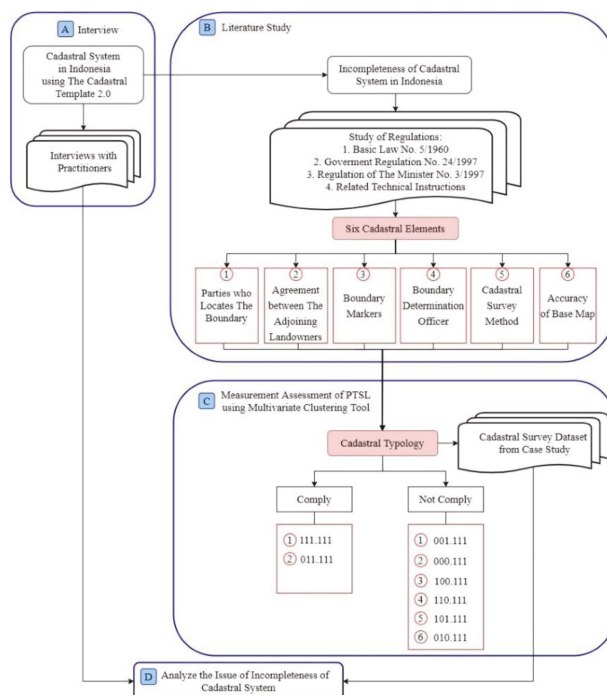 A Interview
Cadastral System
in Indonesia
using The Cadastral
Template 2.0
Interviews with
Practitioners
B Literature Study
Incompleteness of Cadastral
System in Indonesia
Study of Regulations:
1. Basic Law No. 5/1960
2. Goverment Regulation No. 24/1997
3. Regulation of The Minister No. 3/1997
4. Related Technical Instructions
Six Cadastral Elements
1
Parties who
Locates The
Boundary
2
Agreement
between The
Adjoining
Landowners
3
Boundary
Markers
4
Boundary
Determination
Officer
5
Cadastral
Survey
Method
6
Accuracy
of Base Map
C Measurement Assessment of PTSL
using Multivariate Clustering Tool
Cadastral Typology
Cadastral Survey Dataset
from Case Study
Comply
1 111.111
2 011.111
Not Comply
1 001.111
2 000.111
3 100.111
4 110.111
5 101.111
6 010.111
D Analyze the Issue of Incompleteness of
Cadastral System